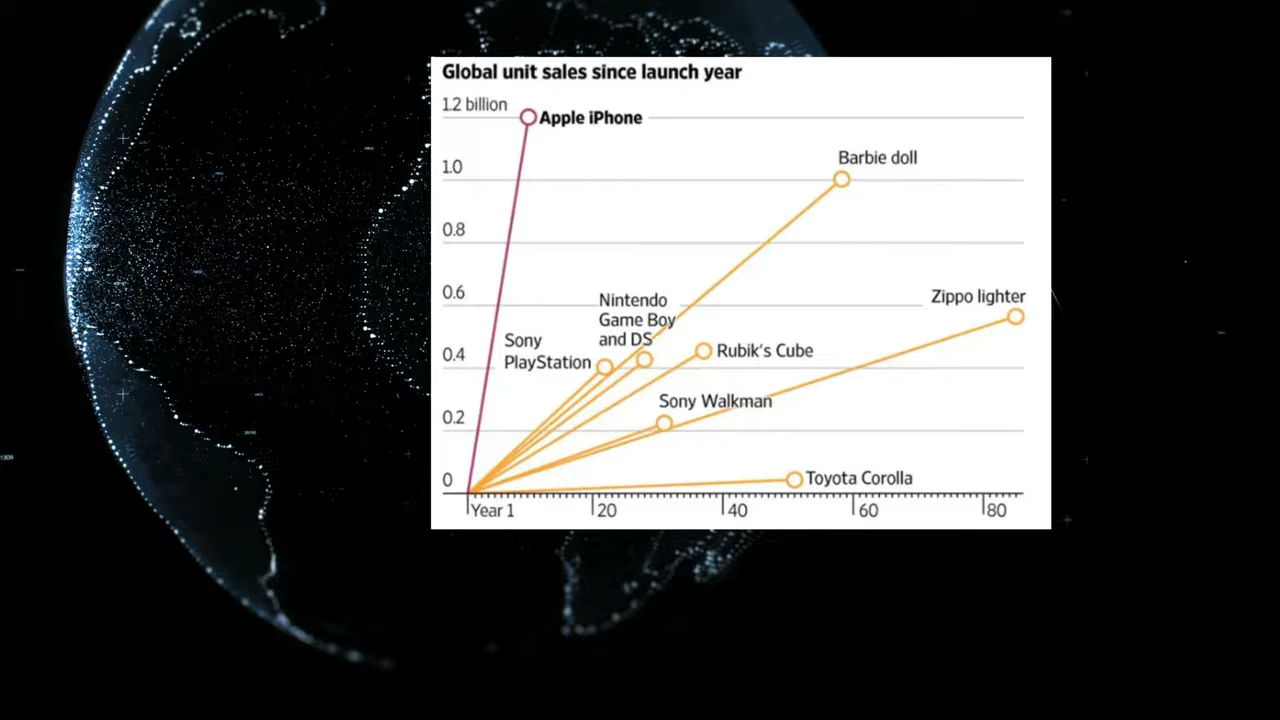 Global unit sales since launch year
1.2 billion
Apple iPhone
Barbie doll
1.0
0.8
0.6
Zippo lighter
Nintendo
Game Boy
and DS
Sony
PlayStation
Rubik's Cube
0.4
Sony Walkman
0.2
0
Toyota Corolla
Year 1
20
40
60
80